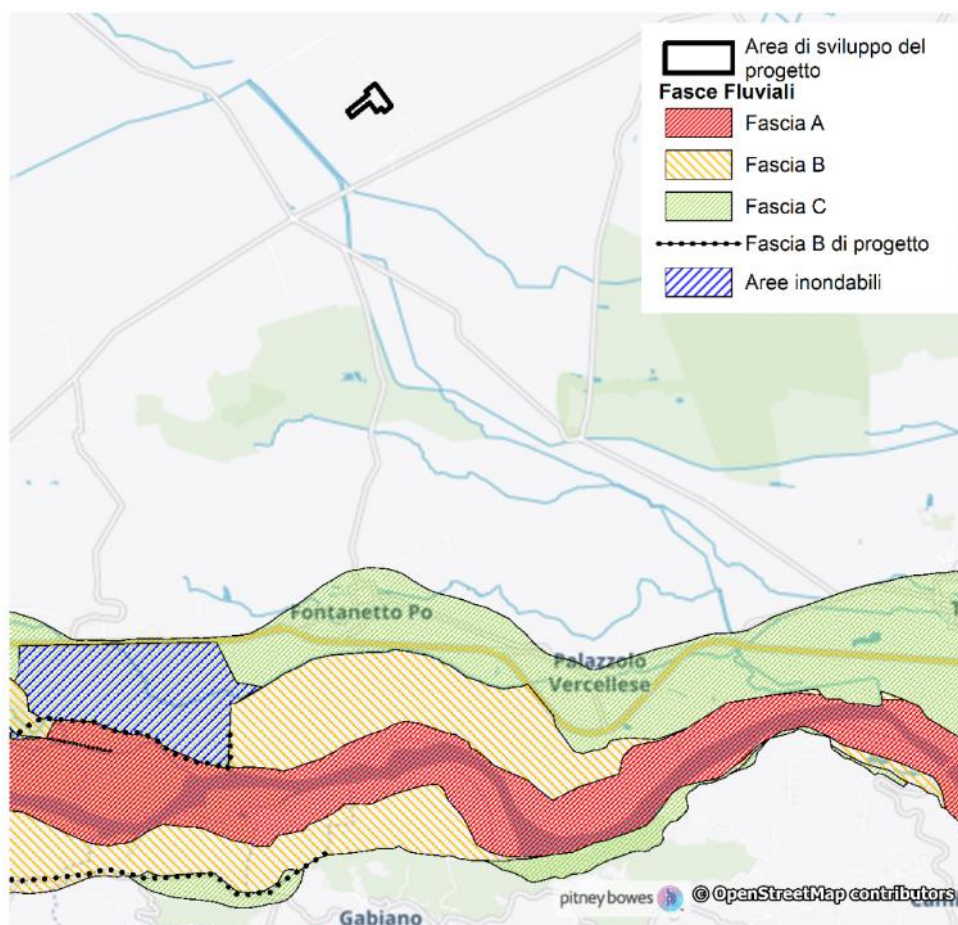 Area di sviluppo del
progetto
Fasce Fluviali
Fascia A
Fascia B
Fascia C
Fascia B di progetto
Aree inondabili
Fontanetto Po
Palazzolo
Vercellese
Gabiano
pitney bowes © OpenStreetMap contributors